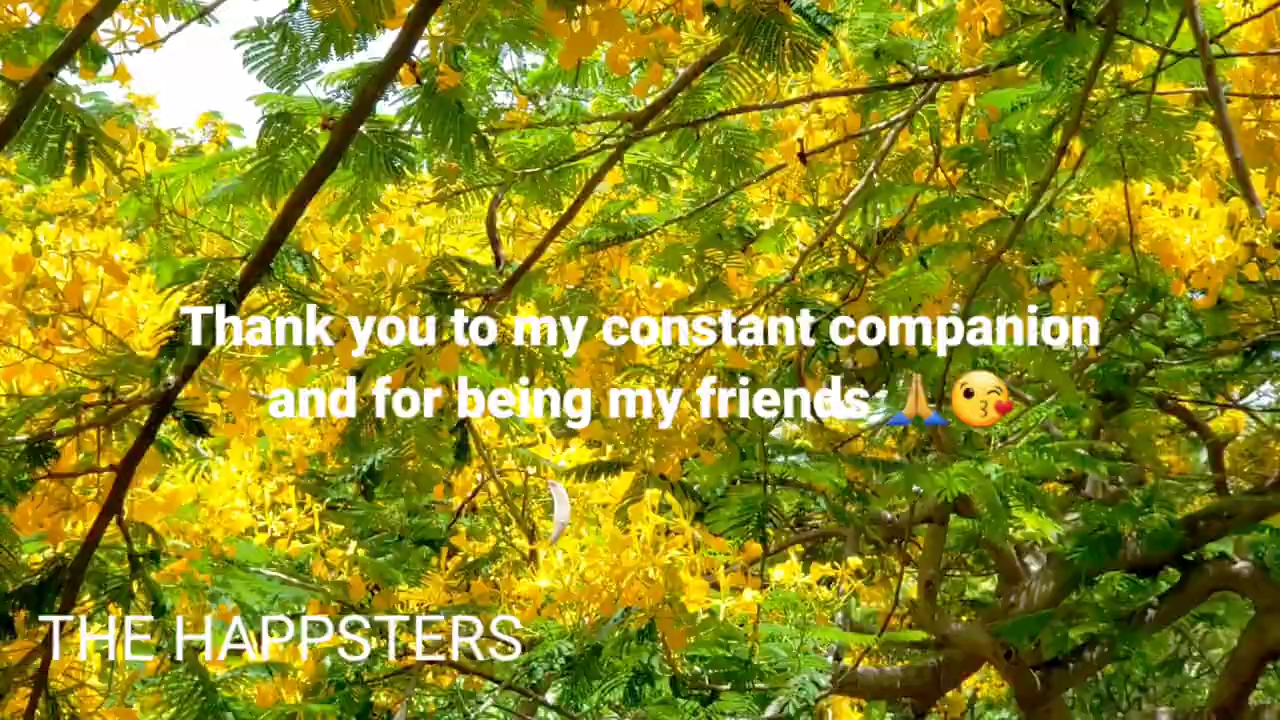 Thank you to my constant companion
and for being my friends 🙏😘
THE HAPPSTERS